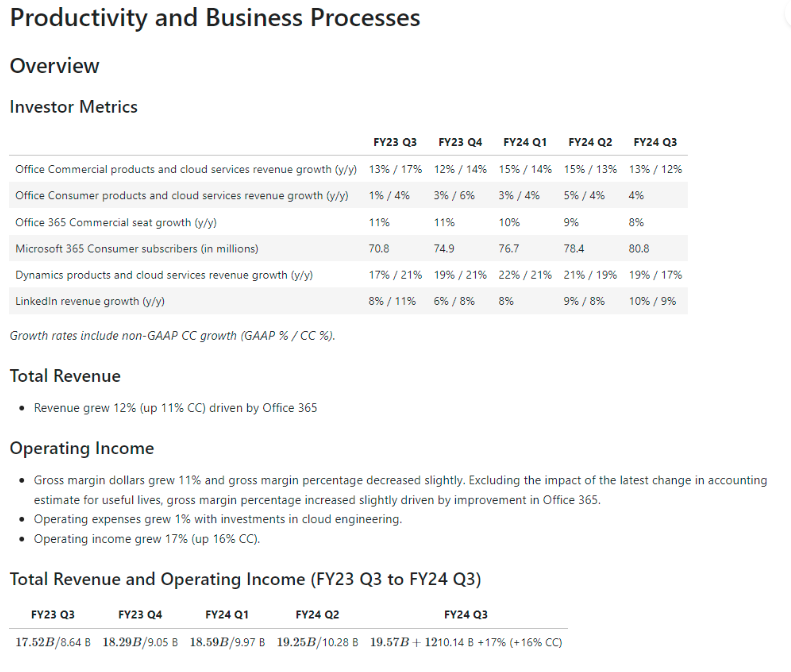 Productivity and Business Processes
Overview
Investor Metrics
FY23 Q3 FY23 Q4 FY24 Q1 FY24 Q2 FY24 Q3
Office Commercial products and cloud services revenue growth (y/y) 13% / 17% 12% / 14% 15% / 14% 15% / 13% 13% / 12%
Office Consumer products and cloud services revenue growth (y/y) 1% / 4% 3% / 6% 3% / 4% 5% / 4% 4%
Office 365 Commercial seat growth (y/y) 11% 11% 10% 9% 8%
Microsoft 365 Consumer subscribers (in millions) 70.8 74.9 76.7 78.4 80.8
Dynamics products and cloud services revenue growth (y/y) 17% / 21% 19% / 21% 22% / 21% 21% / 19% 19% / 17%
LinkedIn revenue growth (y/y) 8% / 11% 6% / 8% 8% 9% / 8% 10% / 9%
Growth rates include non-GAAP CC growth (GAAP % / CC %).
Total Revenue
• Revenue grew 12% (up 11% CC) driven by Office 365
Operating Income
• Gross margin dollars grew 11% and gross margin percentage decreased slightly. Excluding the impact of the latest change in accounting
estimate for useful lives, gross margin percentage increased slightly driven by improvement in Office 365.
• Operating expenses grew 1% with investments in cloud engineering.
• Operating income grew 17% (up 16% CC).
Total Revenue and Operating Income (FY23 Q3 to FY24 Q3)
FY23 Q3 FY23 Q4 FY24 Q1 FY24 Q2 FY24 Q3
17.52B/8.64 B 18.29B/9.05 B 18.59B/9.97 B 19.25B/10.28 B 19.57B + 1210.14 B +17% (+16% CC)